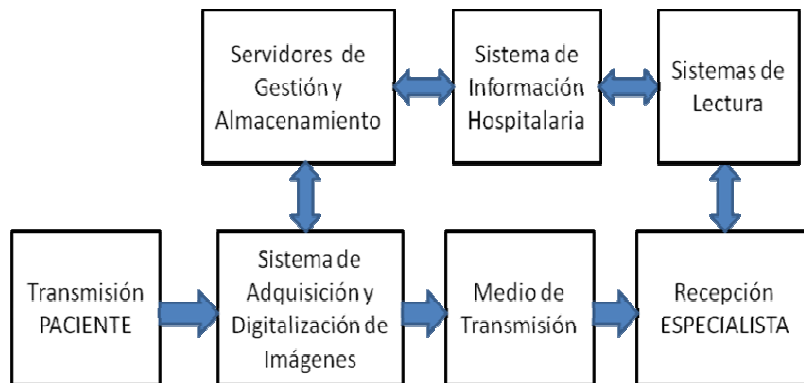 Servidores de
Gestión y
Almacenamiento
Sistema de
Información
Hospitalaria
Sistemas de
Lectura
Transmisión
PACIENTE
Sistema de
Adquisición y
Digitalización de
Imágenes
Medio de
Transmisión
Recepción
ESPECIALISTA